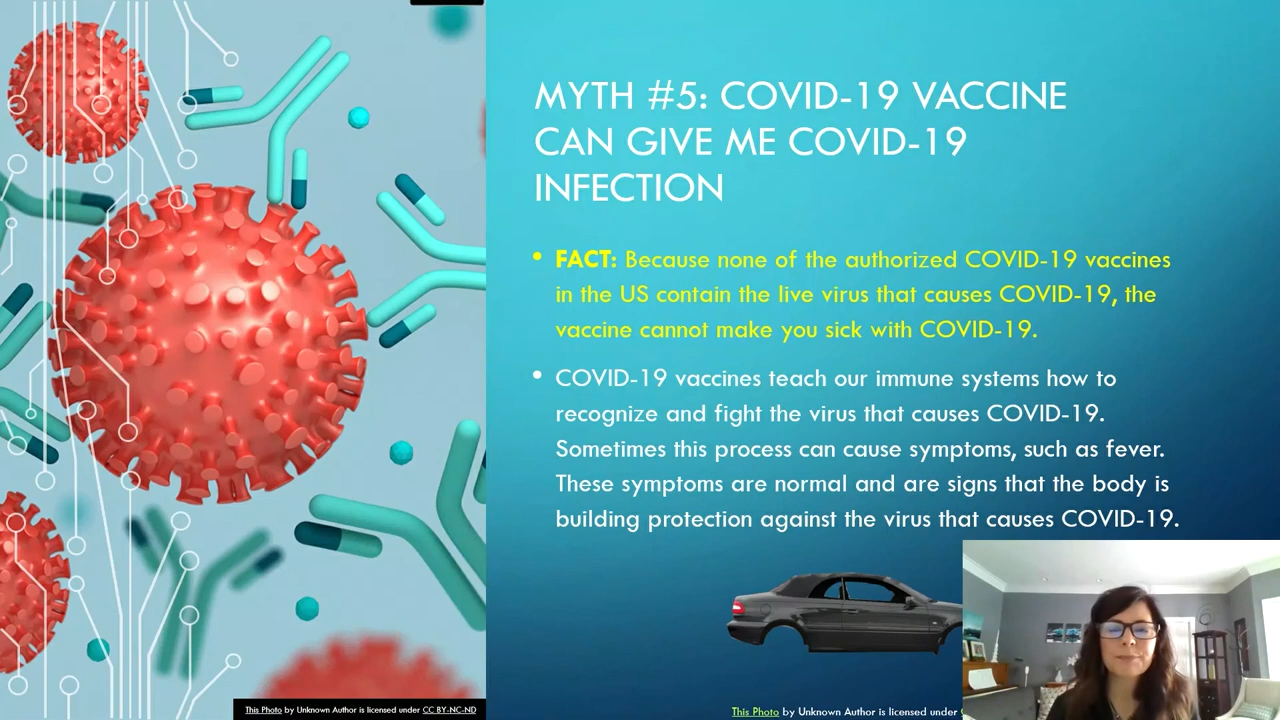 MYTH #5: COVID-19 VACCINE
CAN GIVE ME COVID-19
INFECTION
• FACT: Because none of the authorized COVID-19 vaccines
in the US contain the live virus that causes COVID-19, the
vaccine cannot make you sick with COVID-19.
• COVID-19 vaccines teach our immune systems how to
recognize and fight the virus that causes COVID-19.
Sometimes this process can cause symptoms, such as fever.
These symptoms are normal and are signs that the body is
building protection against the virus that causes COVID-19.
This Photo by Unknown Author is licensed under CC BY-NC-ND
This Photo by Unknown Author is licensed under